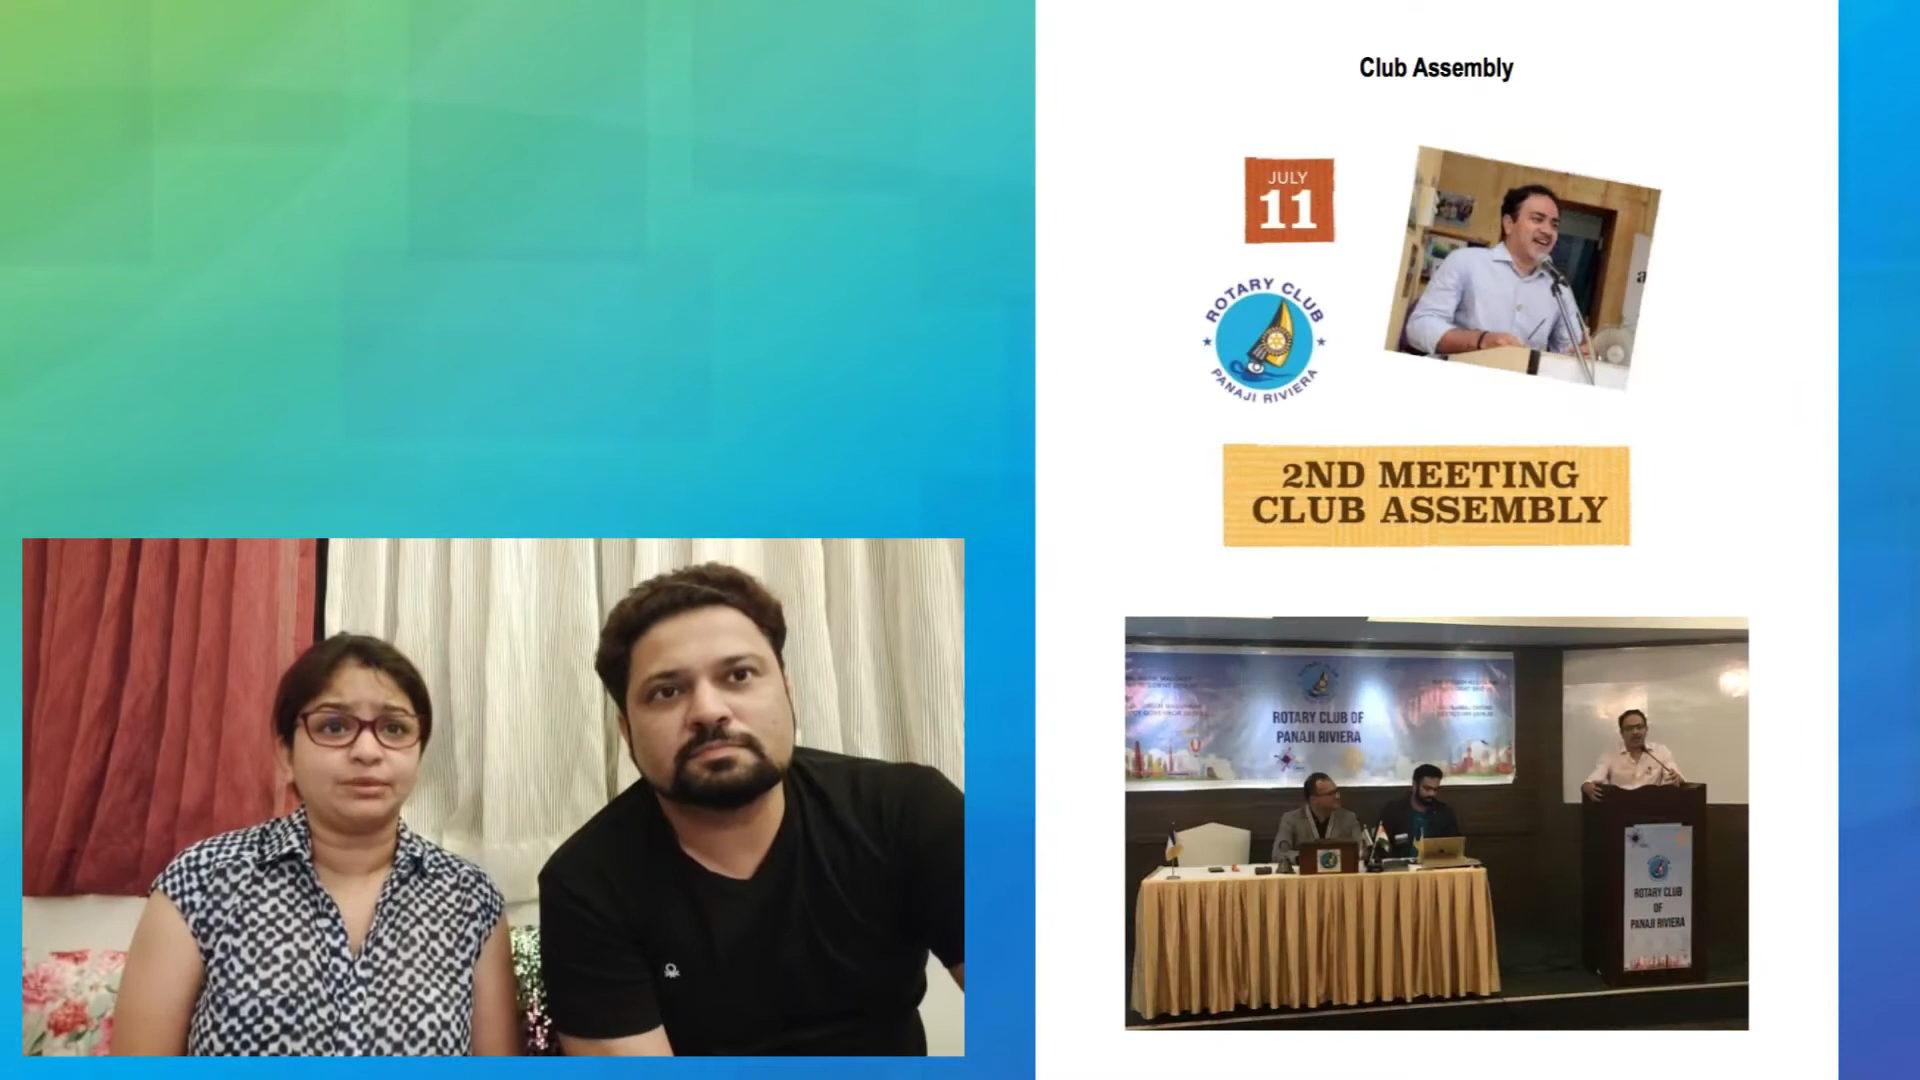 Club Assembly
JULY
11
ROTARY CLUB
PANAJI RIVIERA
2ND MEETING
CLUB ASSEMBLY
ROTARY CLUB OF
PANAJI RIVIERA
ROTARY CLUB
OF
PANAJI RIVIERA